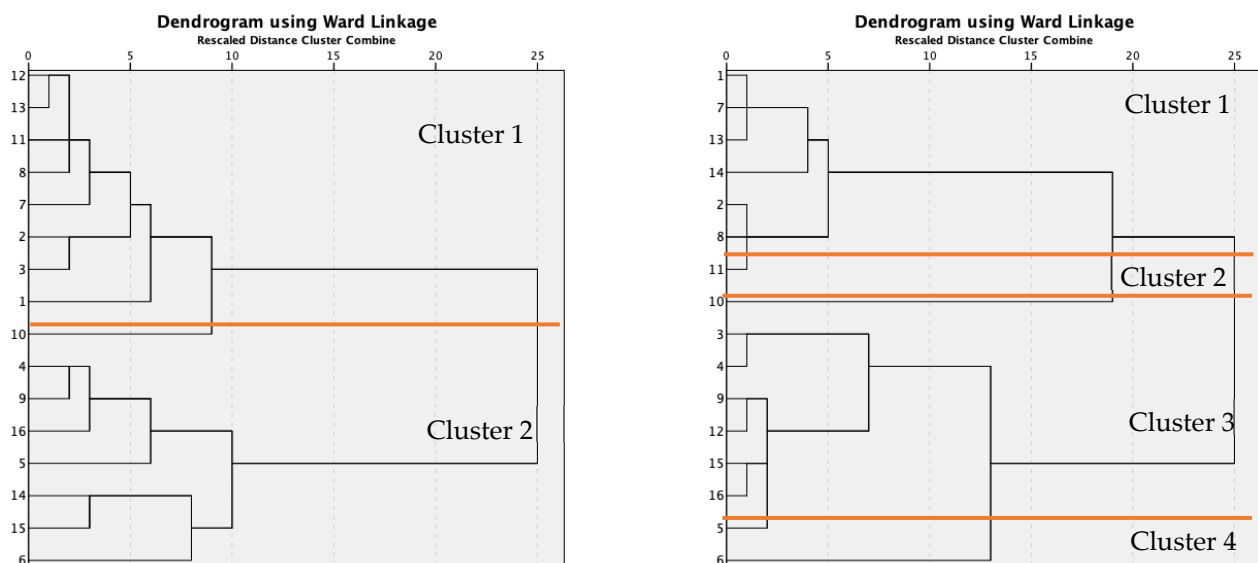 Dendrogram using Ward Linkage
Rescaled Distance Cluster Combine
0 5 10 15 20 25
12
13
11
8
7
2
3
1
10
4
9
16
5
14
15
6
Cluster 1
Cluster 2
Dendrogram using Ward Linkage
Rescaled Distance Cluster Combine
0 5 10 15 20 25
1
7
13
14
2
8
11
10
3
4
9
12
15
16
5
6
Cluster 1
Cluster 2
Cluster 3
Cluster 4